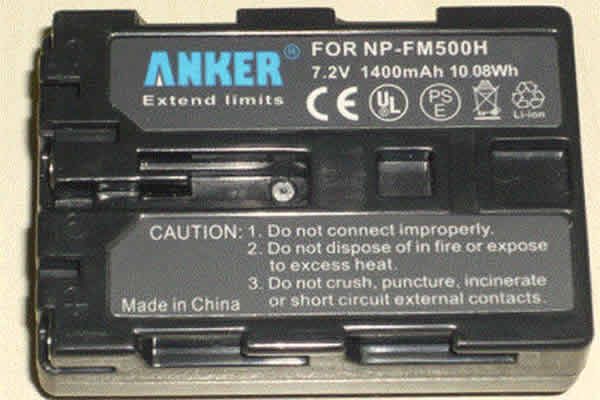 ANKER® FOR NP-FM500H
7.2V 1400mAh 10.08Wh
Extend limits
CE UL PS E Li-ion
CAUTION: 1. Do not connect improperly.
2. Do not dispose of in fire or expose
to excess heat.
3. Do not crush, puncture, incinerate
or short circuit external contacts.
Made in China